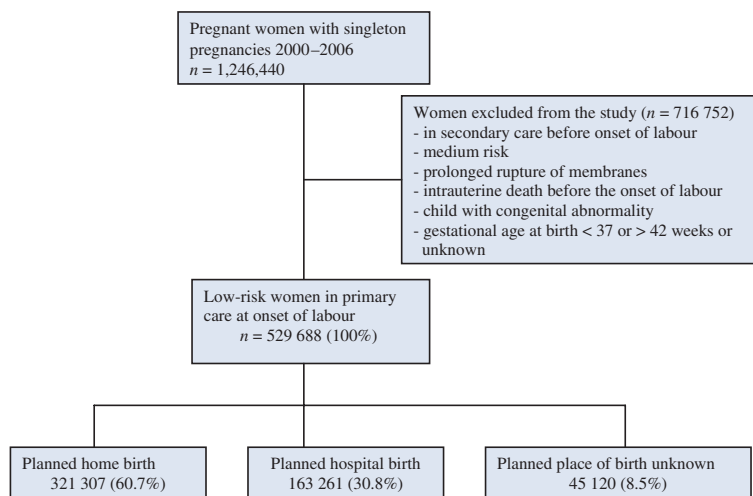 Pregnant women with singleton
pregnancies 2000–2006
n = 1,246,440
Women excluded from the study (n = 716 752)
- in secondary care before onset of labour
- medium risk
- prolonged rupture of membranes
- intrauterine death before the onset of labour
- child with congenital abnormality
- gestational age at birth < 37 or > 42 weeks or
unknown
Low-risk women in primary
care at onset of labour
n = 529 688 (100%)
Planned home birth
321 307 (60.7%)
Planned hospital birth
163 261 (30.8%)
Planned place of birth unknown
45 120 (8.5%)